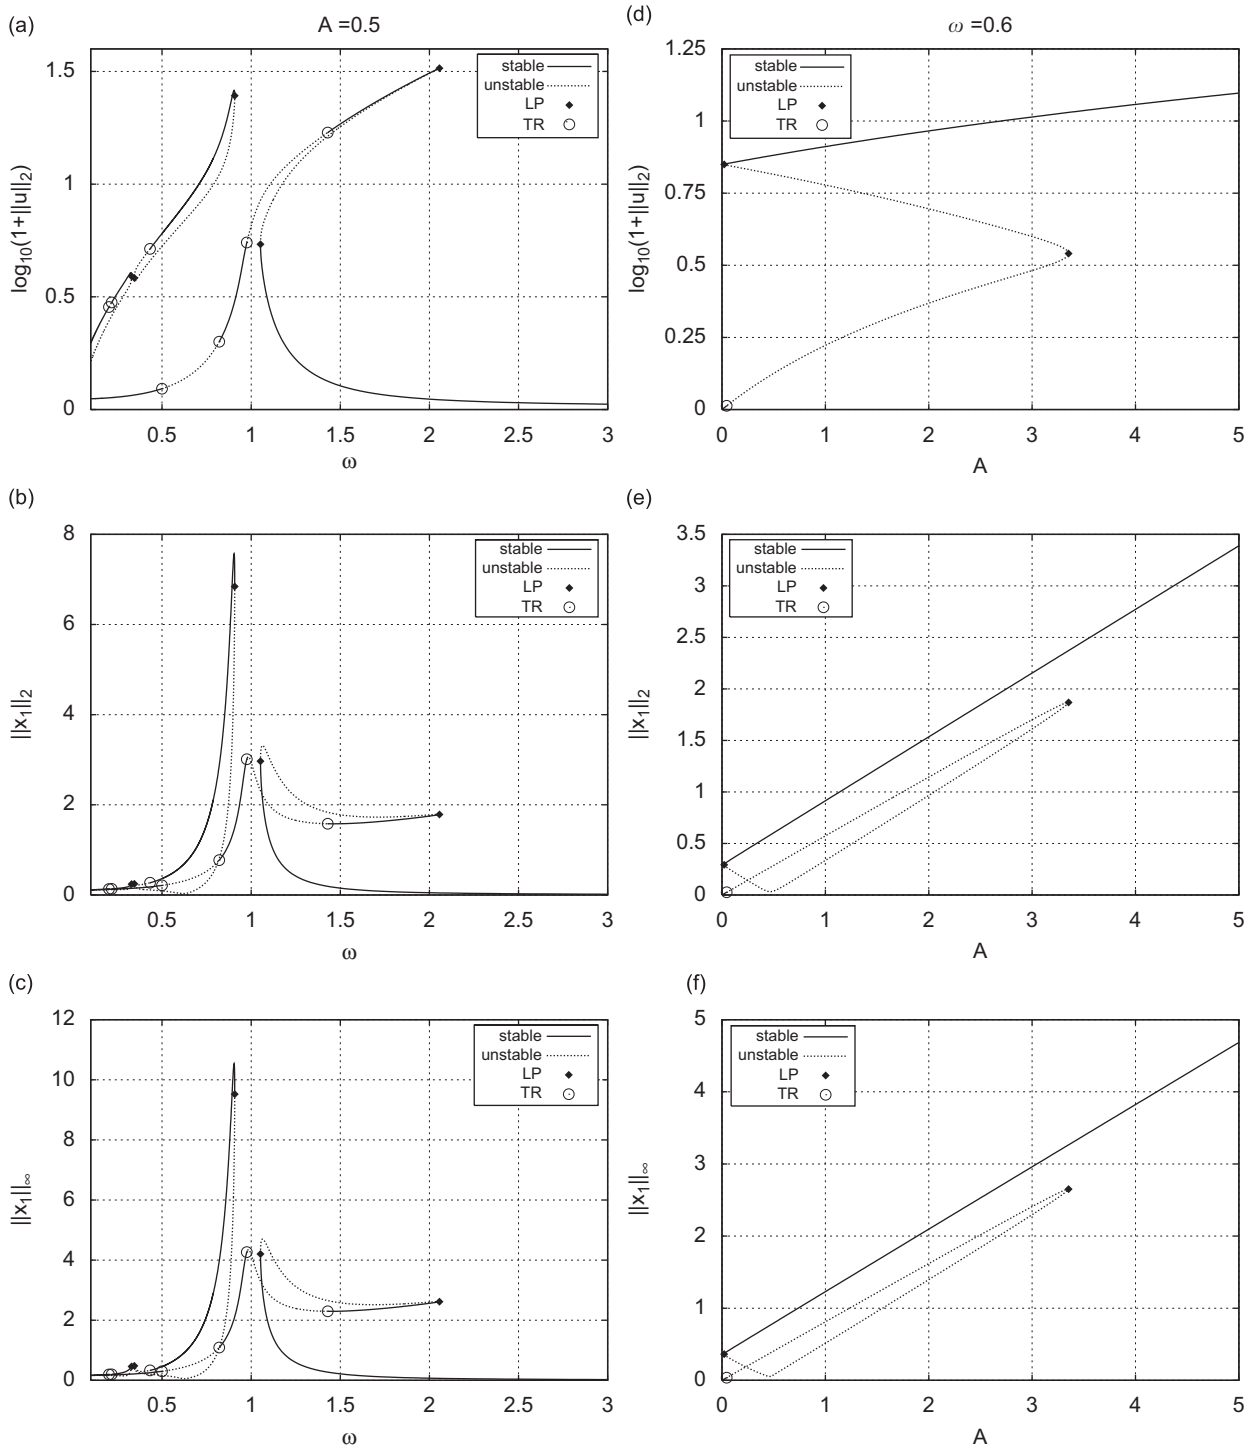 (a)
A =0.5
stable
unstable
LP
TR
1.5
1
0.5
0
log10(1+||u||2)
0.5
1
1.5
2
2.5
3
ω
(d)
ω =0.6
stable
unstable
LP
TR
1.25
1
0.75
0.5
0.25
0
log10(1+||u||2)
0
1
2
3
4
5
A
(b)
stable
unstable
LP
TR
8
6
4
2
0
||x1||2
0.5
1
1.5
2
2.5
3
ω
(e)
stable
unstable
LP
TR
3.5
3
2.5
2
1.5
1
0.5
0
||x1||2
0
1
2
3
4
5
A
(c)
stable
unstable
LP
TR
12
10
8
6
4
2
0
||x1||∞
0.5
1
1.5
2
2.5
3
ω
(f)
stable
unstable
LP
TR
5
4
3
2
1
0
||x1||∞
0
1
2
3
4
5
A